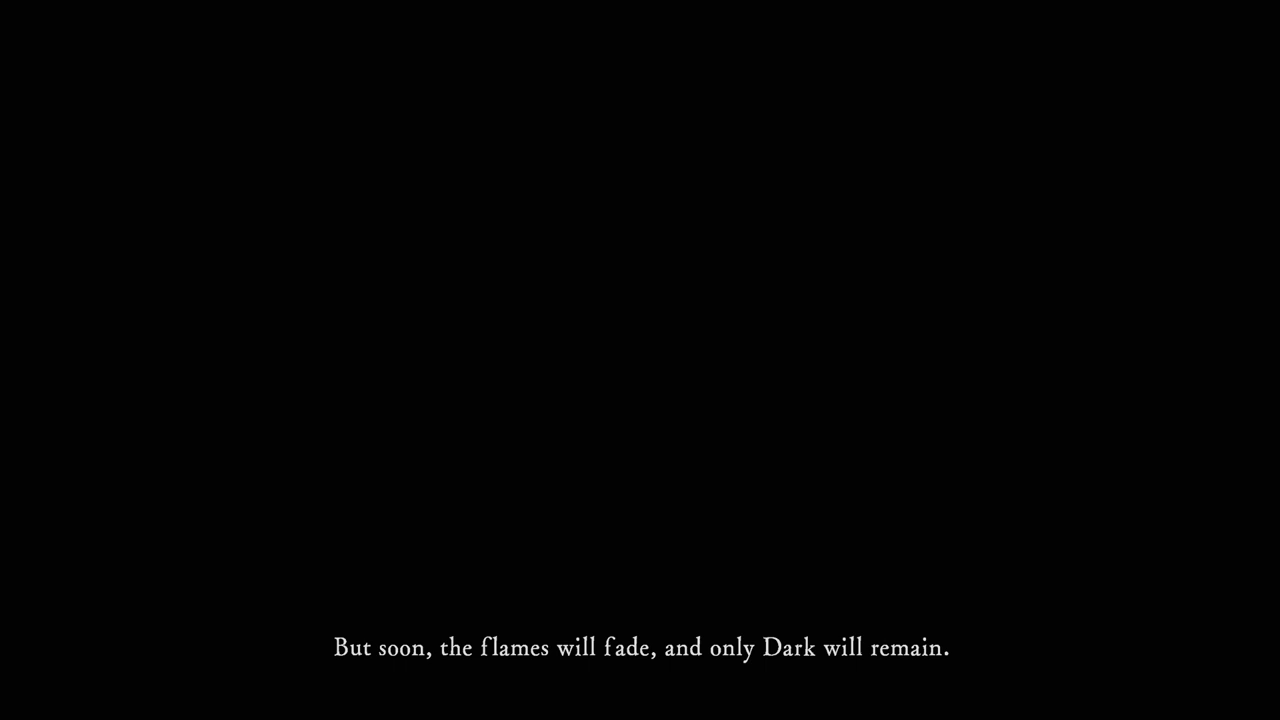 But soon, the flames will fade, and only Dark will remain.